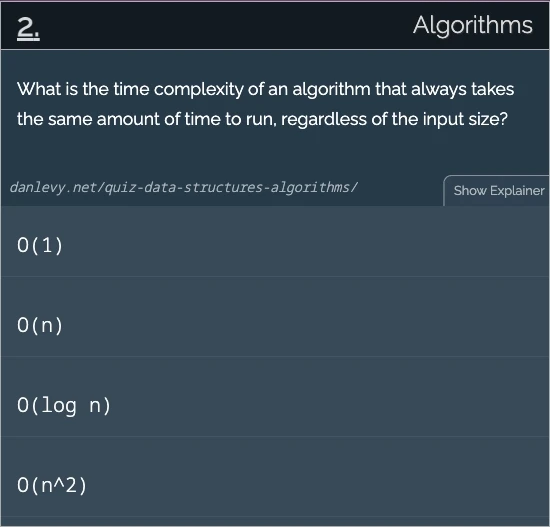 2.
Algorithms
What is the time complexity of an algorithm that always takes
the same amount of time to run, regardless of the input size?
danlevy.net/quiz-data-structures-algorithms/
Show Explainer
O(1)
O(n)
O(log n)
O(n^2)